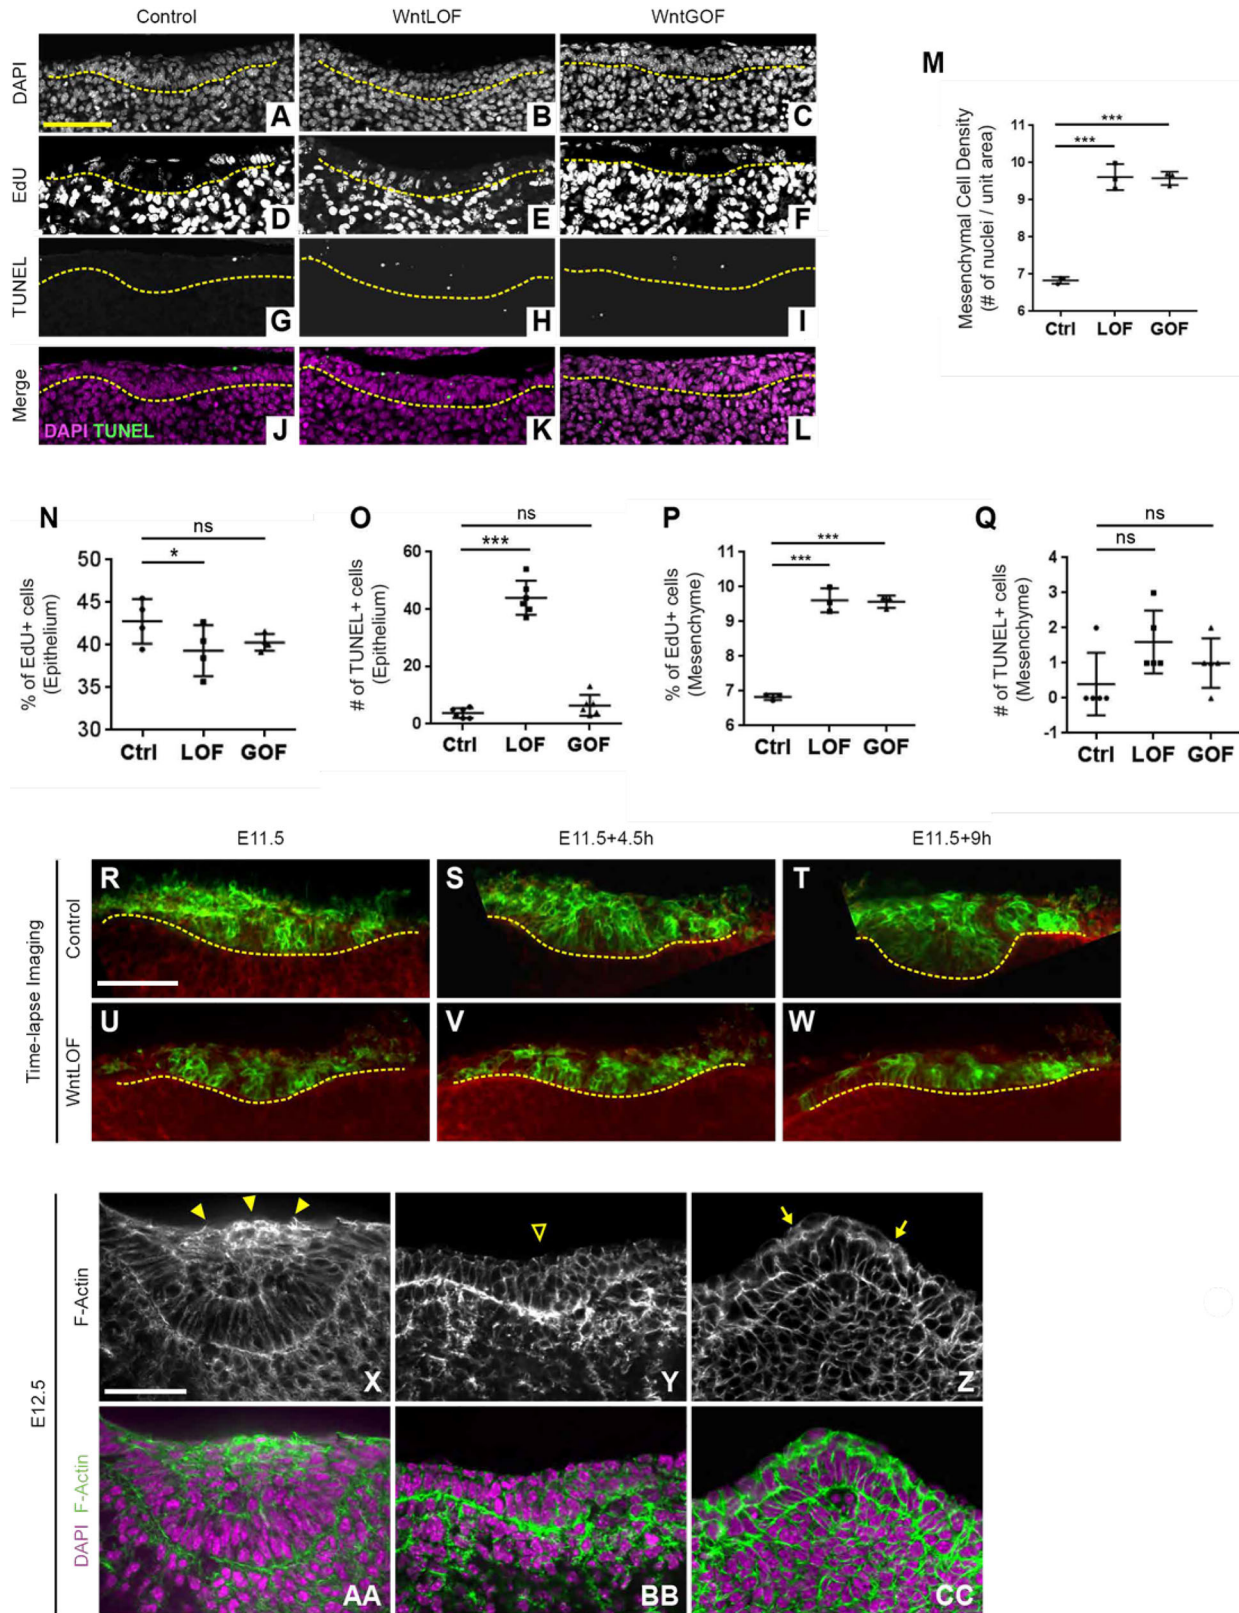 Control WntLOF WntGOF
DAPI A B C
EdU D E F
TUNEL G H I
Merge DAPI TUNEL J K L
M
Mesenchymal Cell Density
(# of nuclei / unit area)
***
***
11
10
9
8
7
6
Ctrl LOF GOF
N
% of EdU+ cells
(Epithelium)
ns
*
50
45
40
35
30
Ctrl LOF GOF
O
# of TUNEL+ cells
(Epithelium)
ns
***
60
40
20
0
Ctrl LOF GOF
P
% of EdU+ cells
(Mesenchyme)
***
***
11
10
9
8
7
6
Ctrl LOF GOF
Q
# of TUNEL+ cells
(Mesenchyme)
ns
ns
4
3
2
1
0
-1
Ctrl LOF GOF
E11.5 E11.5+4.5h E11.5+9h
Time-lapse Imaging
Control R S T
WntLOF U V W
E12.5
F-Actin X Y Z
DAPI F-Actin AA BB CC